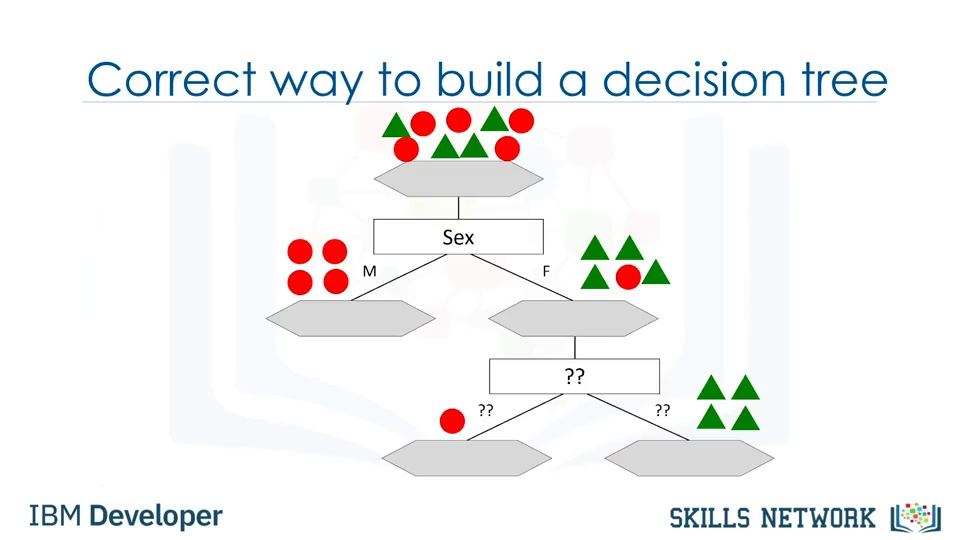 Correct way to build a decision tree
Sex
M
F
??
??
??
IBM Developer
SKILLS NETWORK